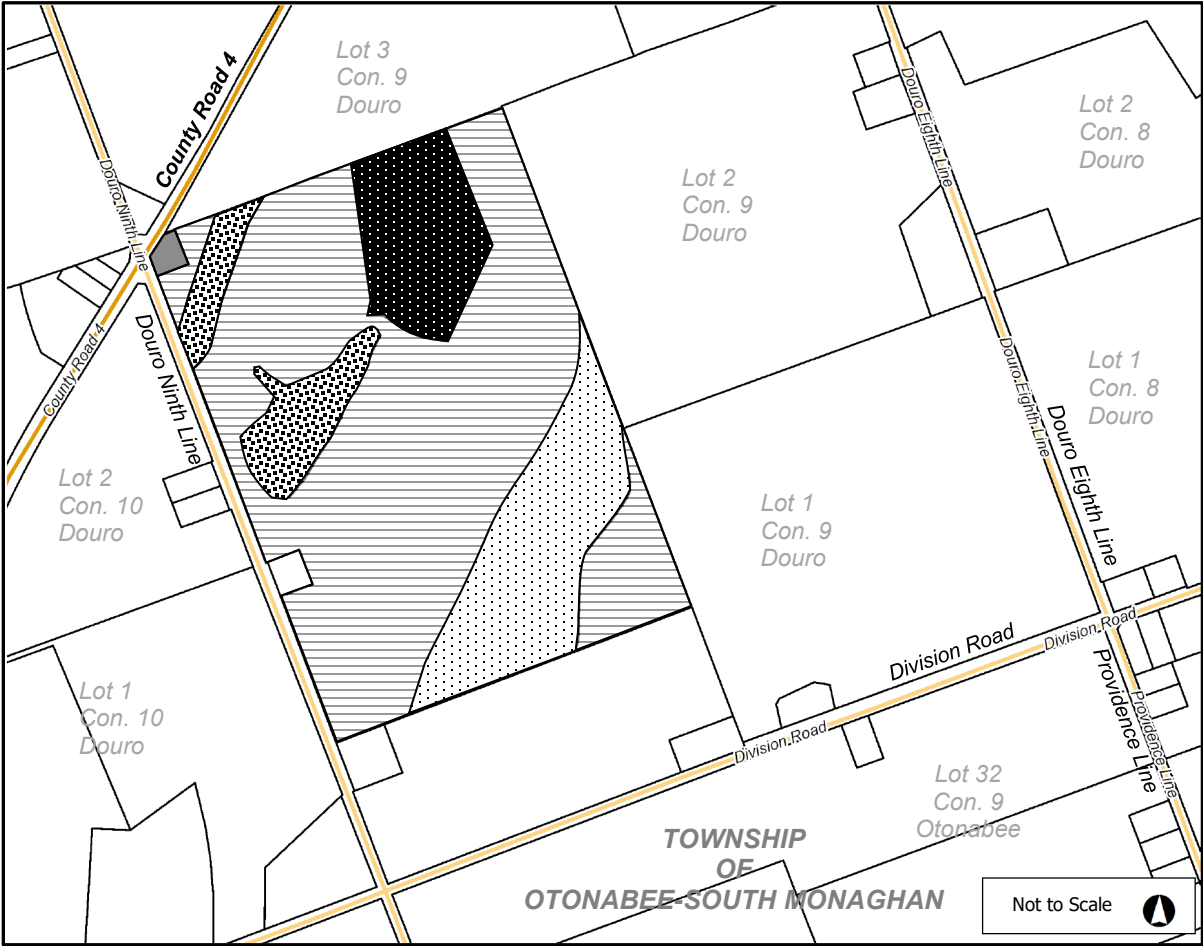 Lot 3
Con. 9
Douro
County Road 4
Douro Ninth Line
Douro Eighth Line
Lot 2
Con. 8
Douro
Lot 2
Con. 9
Douro
County Road 4
Douro Ninth Line
Douro Eighth Line
Lot 1
Con. 8
Douro
Douro Eighth Line
Lot 2
Con. 10
Douro
Lot 1
Con. 9
Douro
Division Road
Division Road
Lot 1
Con. 10
Douro
Providence Line
Providence Line
Division Road
Lot 32
Con. 9
Otonabee
TOWNSHIP
OF
OTONABEE-SOUTH MONAGHAN
Not to Scale